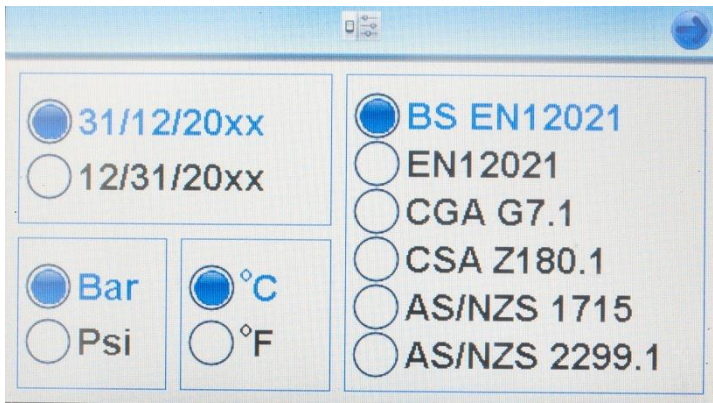 31/12/20xx
12/31/20xx
Bar
Psi
°C
°F
BS EN12021
EN12021
CGA G7.1
CSA Z180.1
AS/NZS 1715
AS/NZS 2299.1